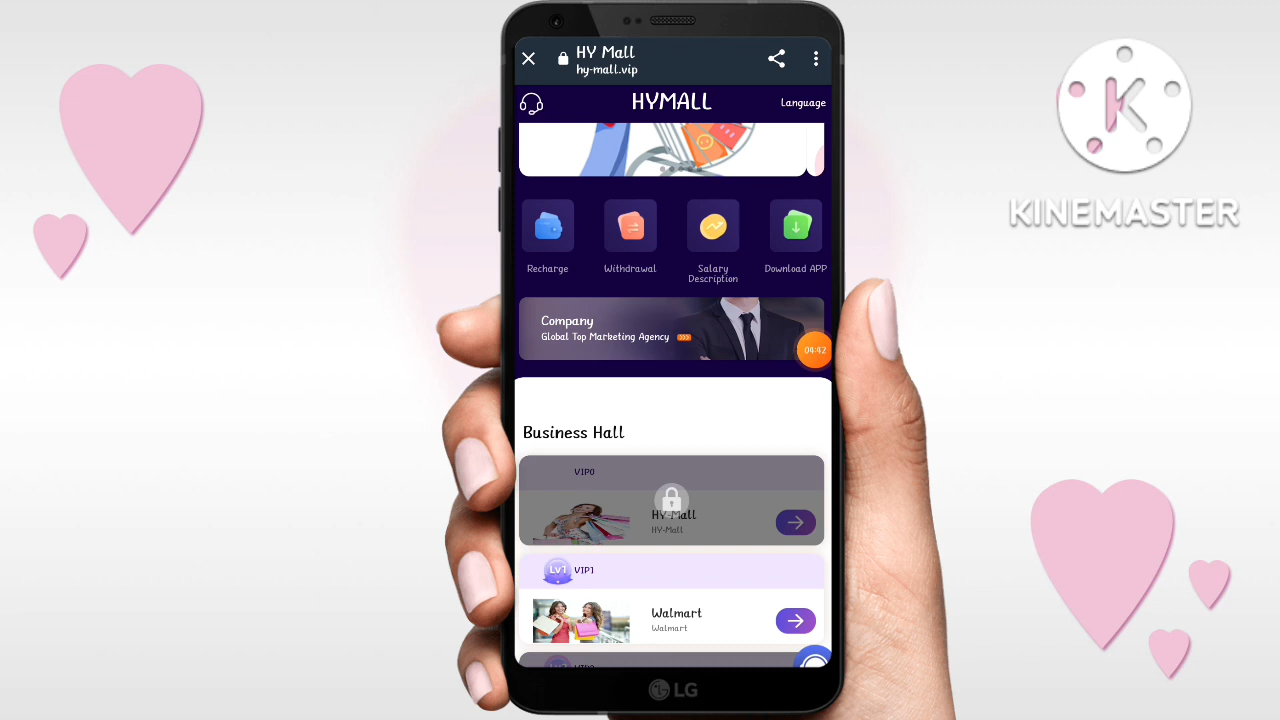 HY Mall
hy-mall.vip
HYMALL
Language
Recharge
Withdrawal
Salary
Description
Download APP
Company
Global Top Marketing Agency
04:42
Business Hall
VIP0
HY-Mall
HY-Mall
Lv1 VIP1
Walmart
Walmart
LG
K
KINEMASTER